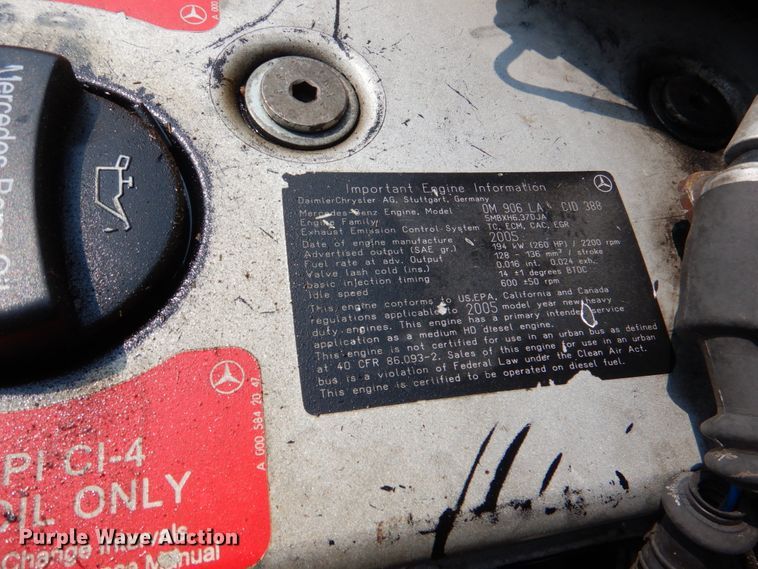 A 000
Mercedes-Benz Oil
Important Engine Information
DaimlerChrysler AG, Stuttgart, Germany
Mercedes-Benz Engine, Model OM 906 LA CID 388
Engine Family: 5MBXH6.37DJA
Exhaust Emission Control-System TC, ECM, CAC, EGR
Date of engine manufacture 2005
Advertised output (SAE gr.) 194 kW (260 HP) / 2200 rpm
Fuel rate at adv. Output 128 - 136 mm³ / stroke
Valve lash cold (ins.) 0.016 int. 0.024 exh.
basic injection timing 14 ±1 degrees BTDC
Idle speed 600 ±50 rpm
This engine conforms to US.EPA, California and Canada
regulations applicable to 2005 model year new heavy
duty engines. This engine has a primary intended service
application as a medium HD diesel engine.
This engine is not certified for use in an urban bus as defined
at 40 CFR 86.093-2. Sales of this engine for use in an urban
bus is a violation of Federal Law under the Clean Air Act.
This engine is certified to be operated on diesel fuel.
A 000 584 20 47
PI CI-4
OIL ONLY
Change Intervals
Manual
Purple Wave Auction